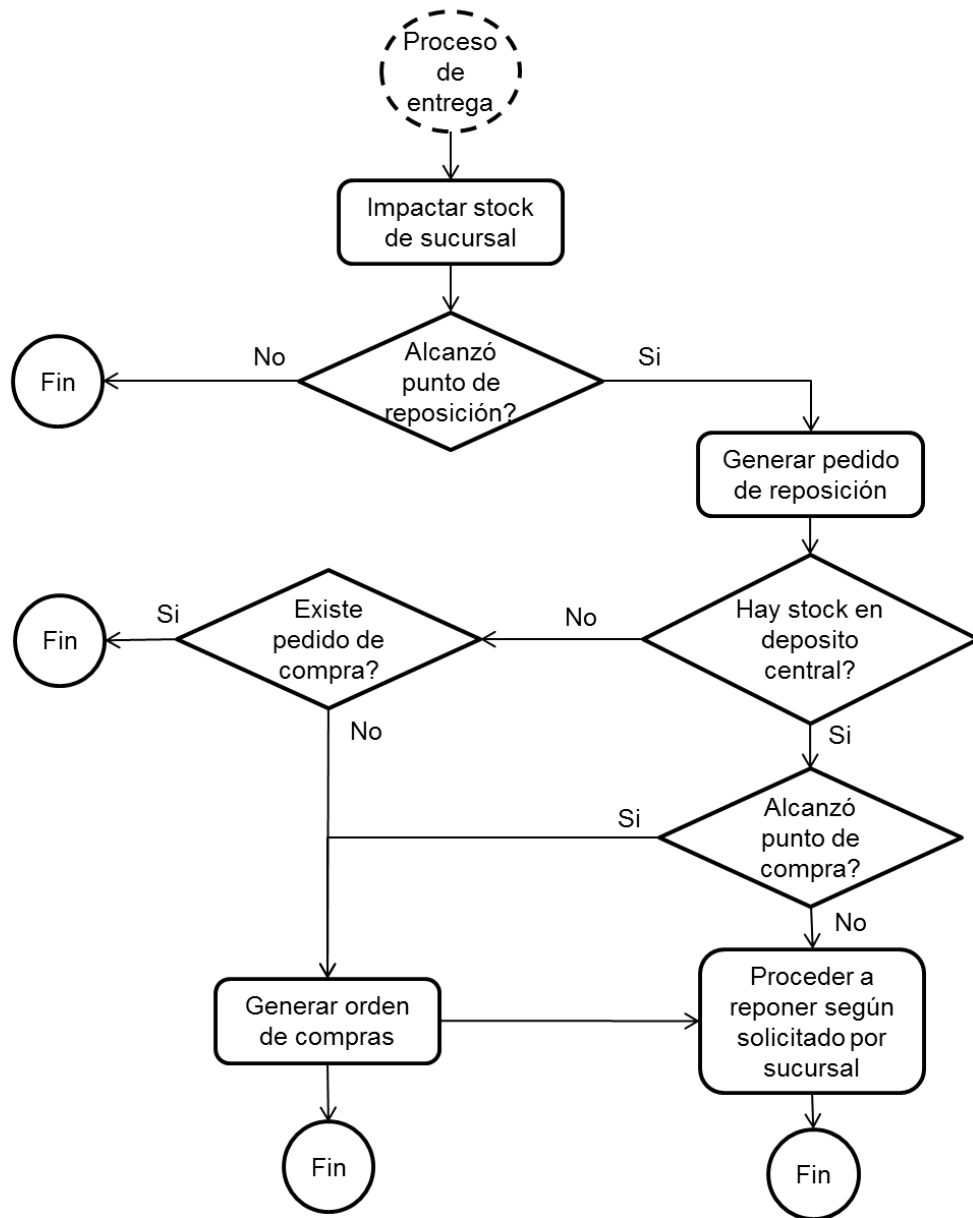 Proceso
de
entrega
Impactar stock
de sucursal
No
Alcanzó
punto de
reposición?
Si
Fin
Generar pedido
de reposición
Si
Existe
pedido de
compra?
No
Hay stock en
deposito
central?
Fin
No
Si
Si
Alcanzó
punto de
compra?
No
Generar orden
de compras
Proceder a
reponer según
solicitado por
sucursal
Fin
Fin